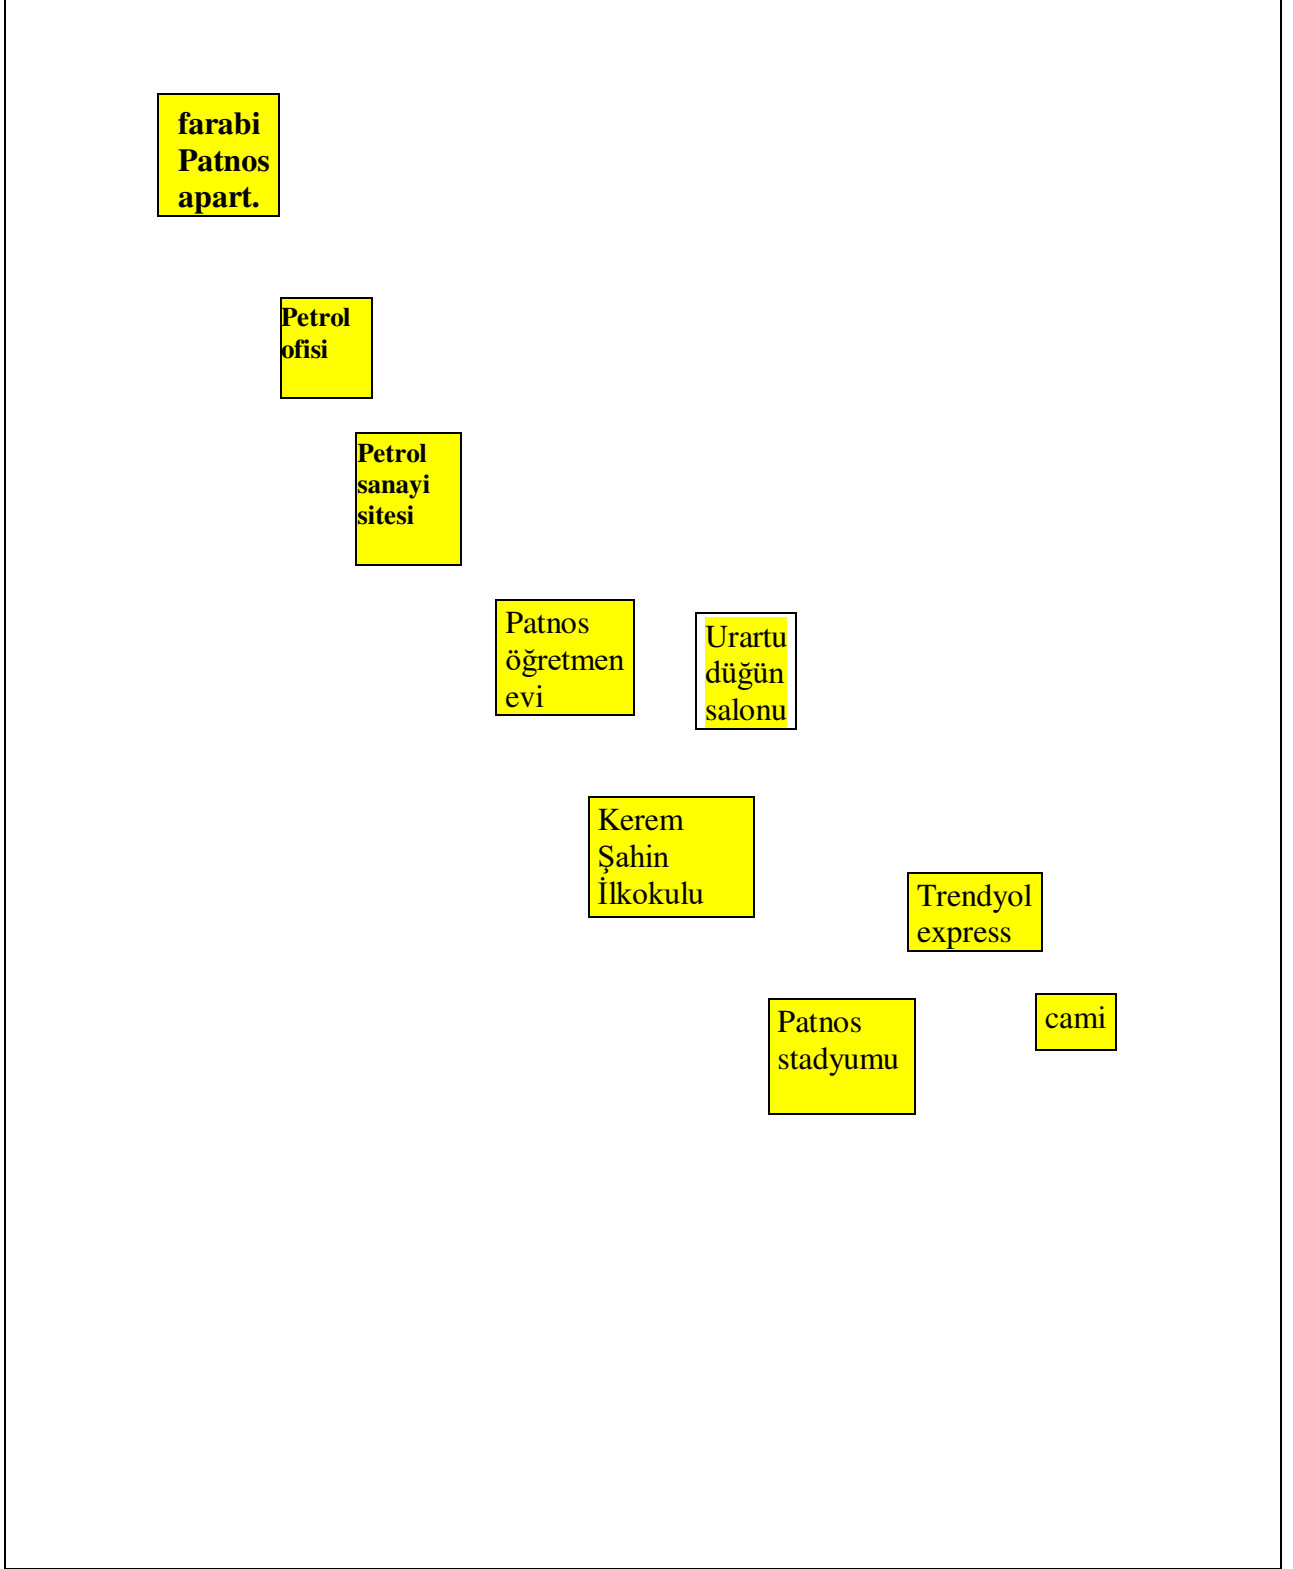 farabi
Patnos
apart.
Petrol
ofisi
Petrol
sanayi
sitesi
Patnos
öğretmen
evi
Urartu
düğün
salonu
Kerem
Şahin
İlkokulu
Trendyol
express
Patnos
stadyumu
cami